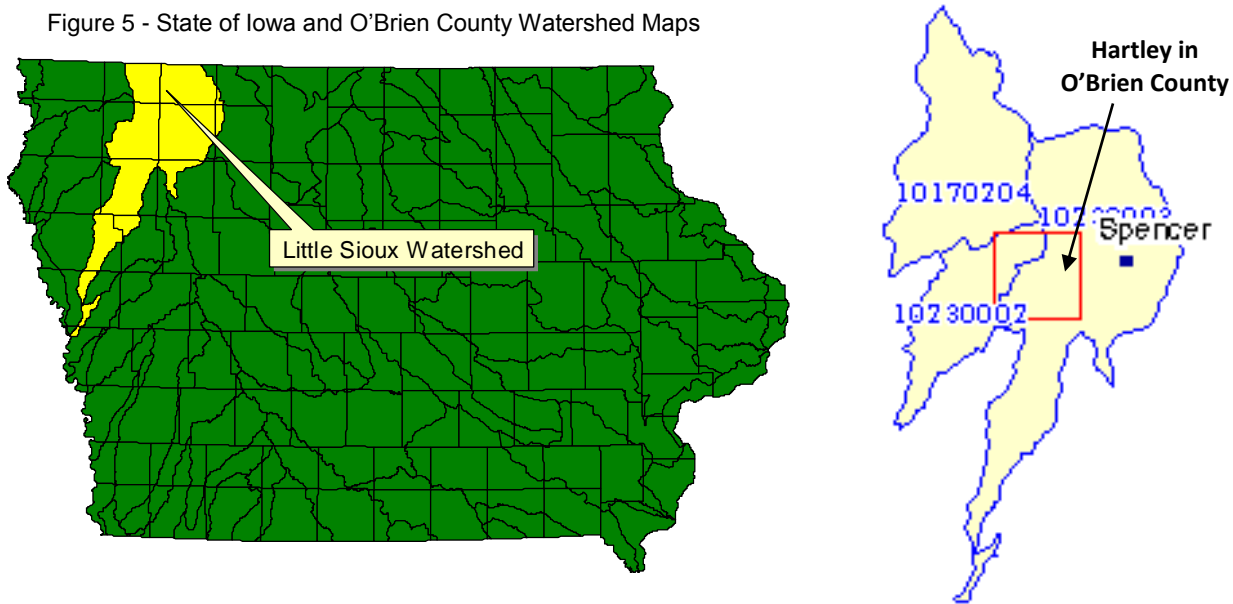 Figure 5 - State of Iowa and O’Brien County Watershed Maps
Little Sioux Watershed
Hartley in
O’Brien County
10170204
Spencer
10230002